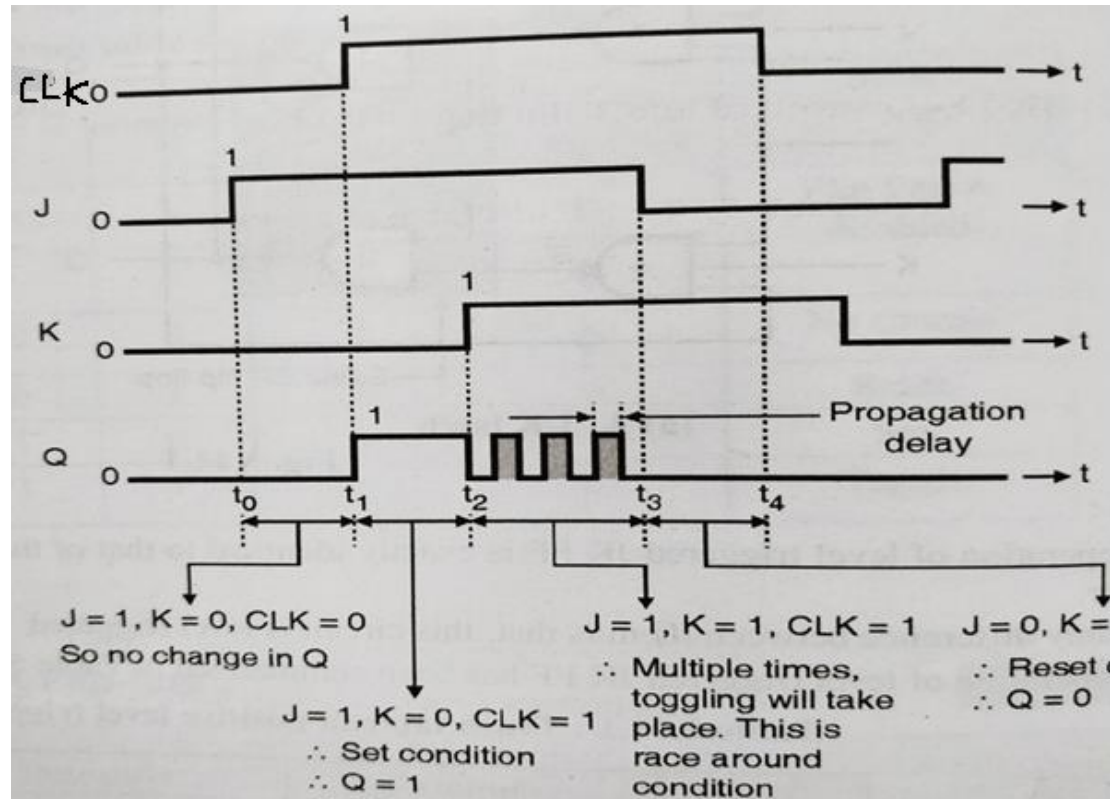 1
CLK 0
t
1
J 0
t
1
K 0
t
1
Propagation
delay
Q 0
t
t0 t1 t2 t3 t4
J = 1, K = 0, CLK = 0
So no change in Q
J = 1, K = 0, CLK = 1
∴ Set condition
∴ Q = 1
J = 1, K = 1, CLK = 1
∴ Multiple times,
toggling will take
place. This is
race around
condition
J = 0, K =
∴ Reset
∴ Q = 0